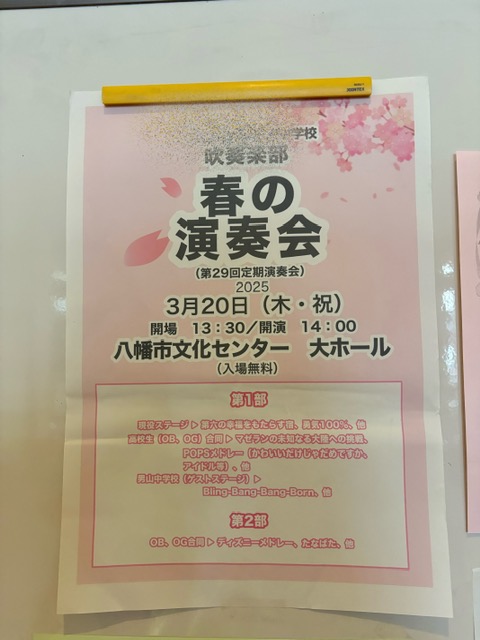 学校
吹奏楽部
春の
演奏会
(第29回定期演奏会)
2025
3月20日(木・祝)
開場 13:30/開演 14:00
八幡市文化センター 大ホール
(入場無料)
第1部
現役ステージ▶第六の幸福をもたらす宿、勇気100%、他
高校生(OB、OG)合同▶マゼランの未知なる大陸への挑戦、
POPSメドレー(かわいいだけじゃだめですか、
アイドル等)、他
男山中学校(ゲストステージ)▶
Bling-Bang-Bang-Born、他
第2部
OB、OG合同▶ディズニーメドレー、たなばた、他